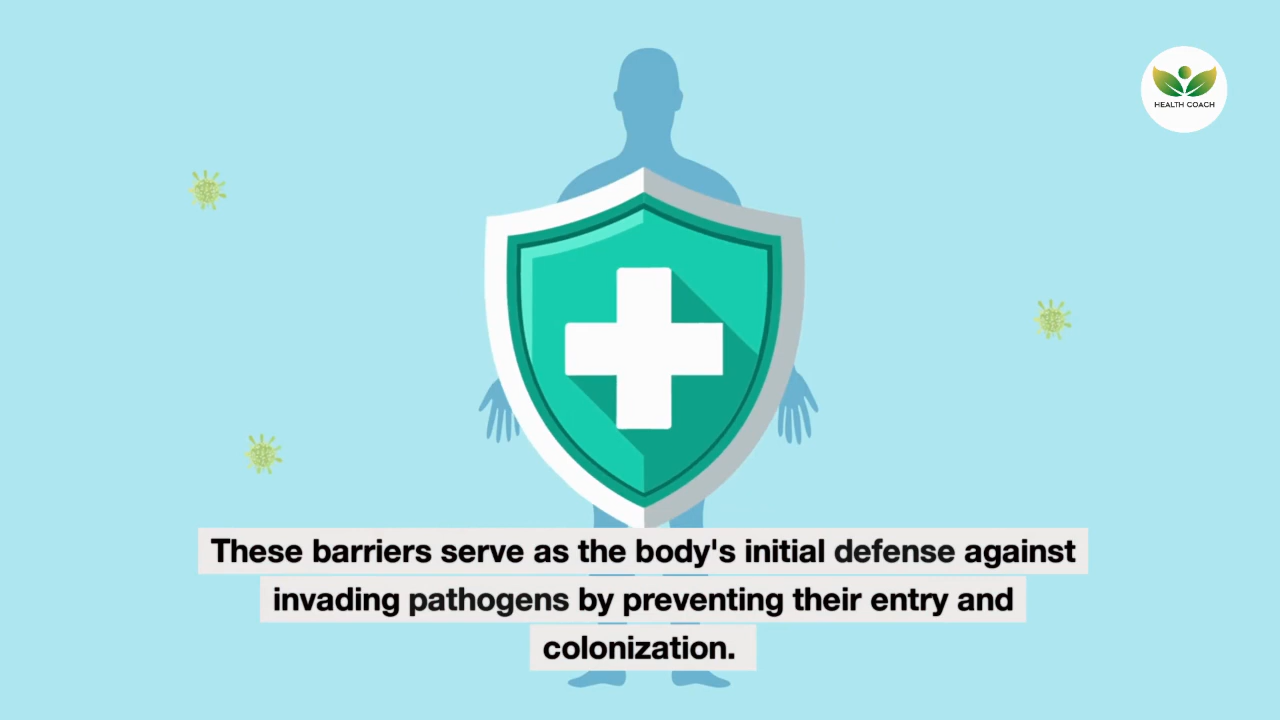 HEALTH COACH
These barriers serve as the body's initial defense against
invading pathogens by preventing their entry and
colonization.